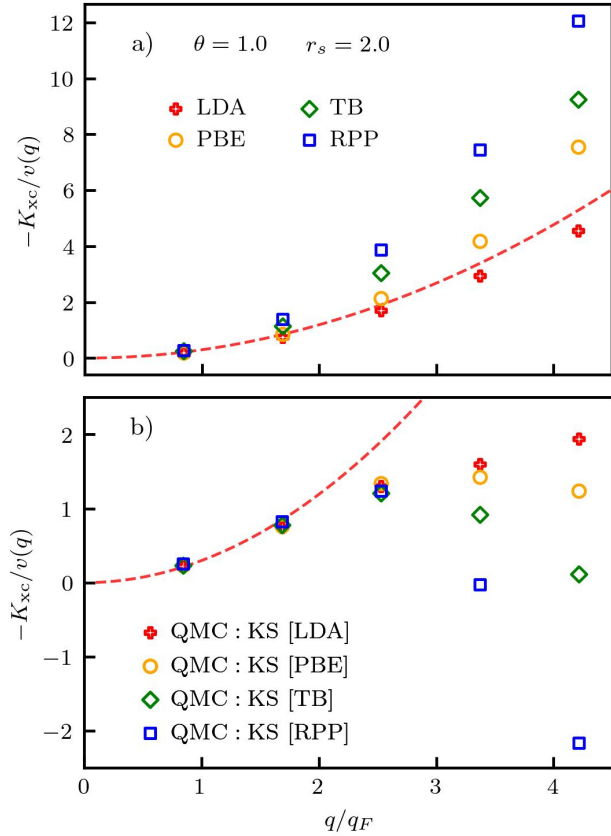 12
10
8
6
4
2
0
−K_xc/v(q)
a) θ = 1.0 r_s = 2.0
LDA TB
PBE RPP
2
1
0
−1
−2
−K_xc/v(q)
b)
QMC : KS [LDA]
QMC : KS [PBE]
QMC : KS [TB]
QMC : KS [RPP]
0 1 2 3 4
q/q_F